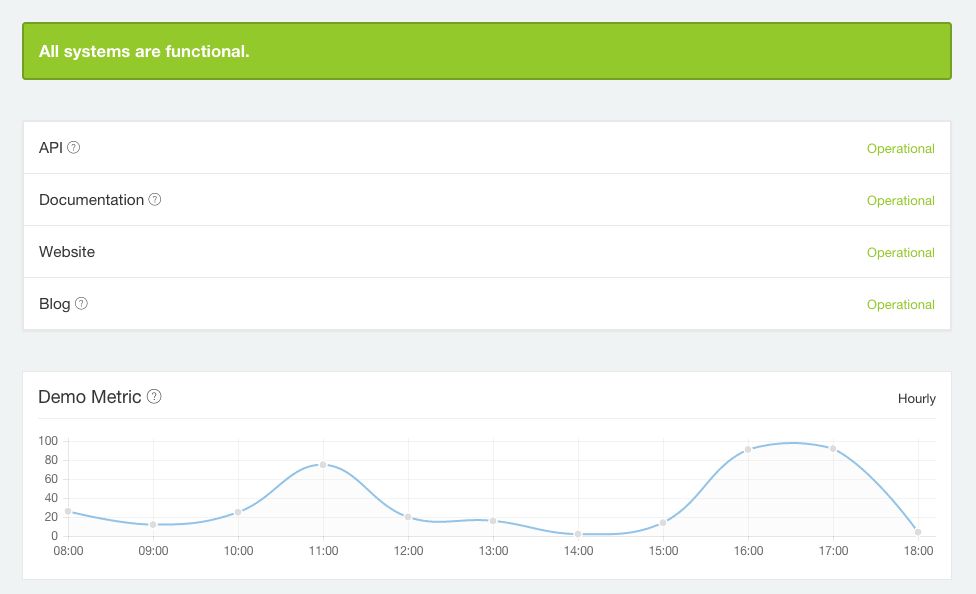 All systems are functional.
API ?
Operational
Documentation ?
Operational
Website
Operational
Blog ?
Operational
Demo Metric ?
Hourly
100
80
60
40
20
0
08:00 09:00 10:00 11:00 12:00 13:00 14:00 15:00 16:00 17:00 18:00